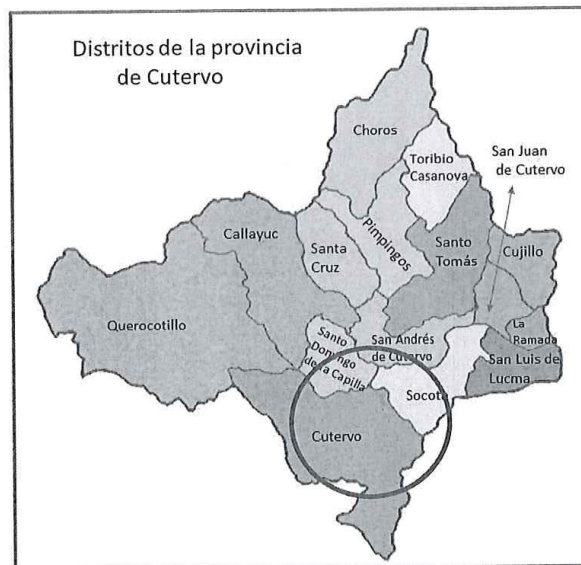 Distritos de la provincia
de Cutervo
Choros
Toribio
Casanova
San Juan
de Cutervo
Callayuc
Santa
Cruz
Pimpingos
Santo
Tomás
Cujillo
Querocotillo
Santo
Domingo
de la Capilla
San Andrés
de Cutervo
La
Ramada
San Luis de
Lucma
Socota
Cutervo